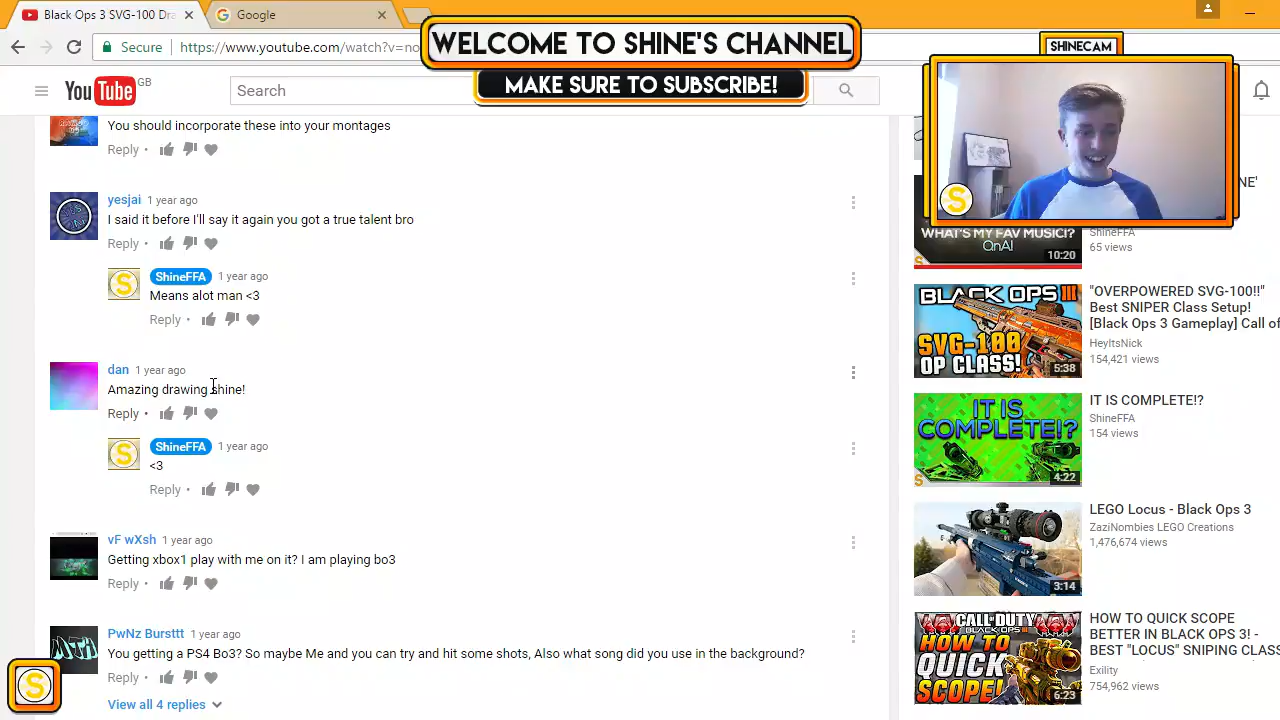 Black Ops 3 SVG-100 Dra
Google
Secure
https://www.youtube.com/watch?v=no
WELCOME TO SHINE'S CHANNEL
MAKE SURE TO SUBSCRIBE!
SHINECAM
YouTube GB
Search
You should incorporate these into your montages
Reply
yesjai 1 year ago
I said it before I'll say it again you got a true talent bro
Reply
ShineFFA 1 year ago
Means alot man <3
Reply
dan 1 year ago
Amazing drawing shine!
Reply
ShineFFA 1 year ago
<3
Reply
vF wXsh 1 year ago
Getting xbox1 play with me on it? I am playing bo3
Reply
PwNz Bursttt 1 year ago
You getting a PS4 Boi? Be Me and you can try and hit some shots, Also what song did you use in the background?
Reply
View all 4 replies
S
S
NE'
ShineFFA
65 views
WHAT'S MY FAV MUSIC!?
QnA!
10:20
BLACK OPS III
SVG-100
OP CLASS!
5:38
"OVERPOWERED SVG-100!!"
Best SNIPER Class Setup!
[Black Ops 3 Gameplay] Call of
HeyItsNick
154,421 views
IT IS
COMPLETE!?
4:22
IT IS COMPLETE!?
ShineFFA
154 views
3:14
LEGO Locus - Black Ops 3
ZaziNombies LEGO Creations
1,476,674 views
CALL OF DUTY
BLACK OPS III
HOW TO
QUICK
SCOPE!
6:23
HOW TO QUICK SCOPE
BETTER IN BLACK OPS 3! -
BEST "LOCUS" SNIPING CLASS
Exility
754,962 views